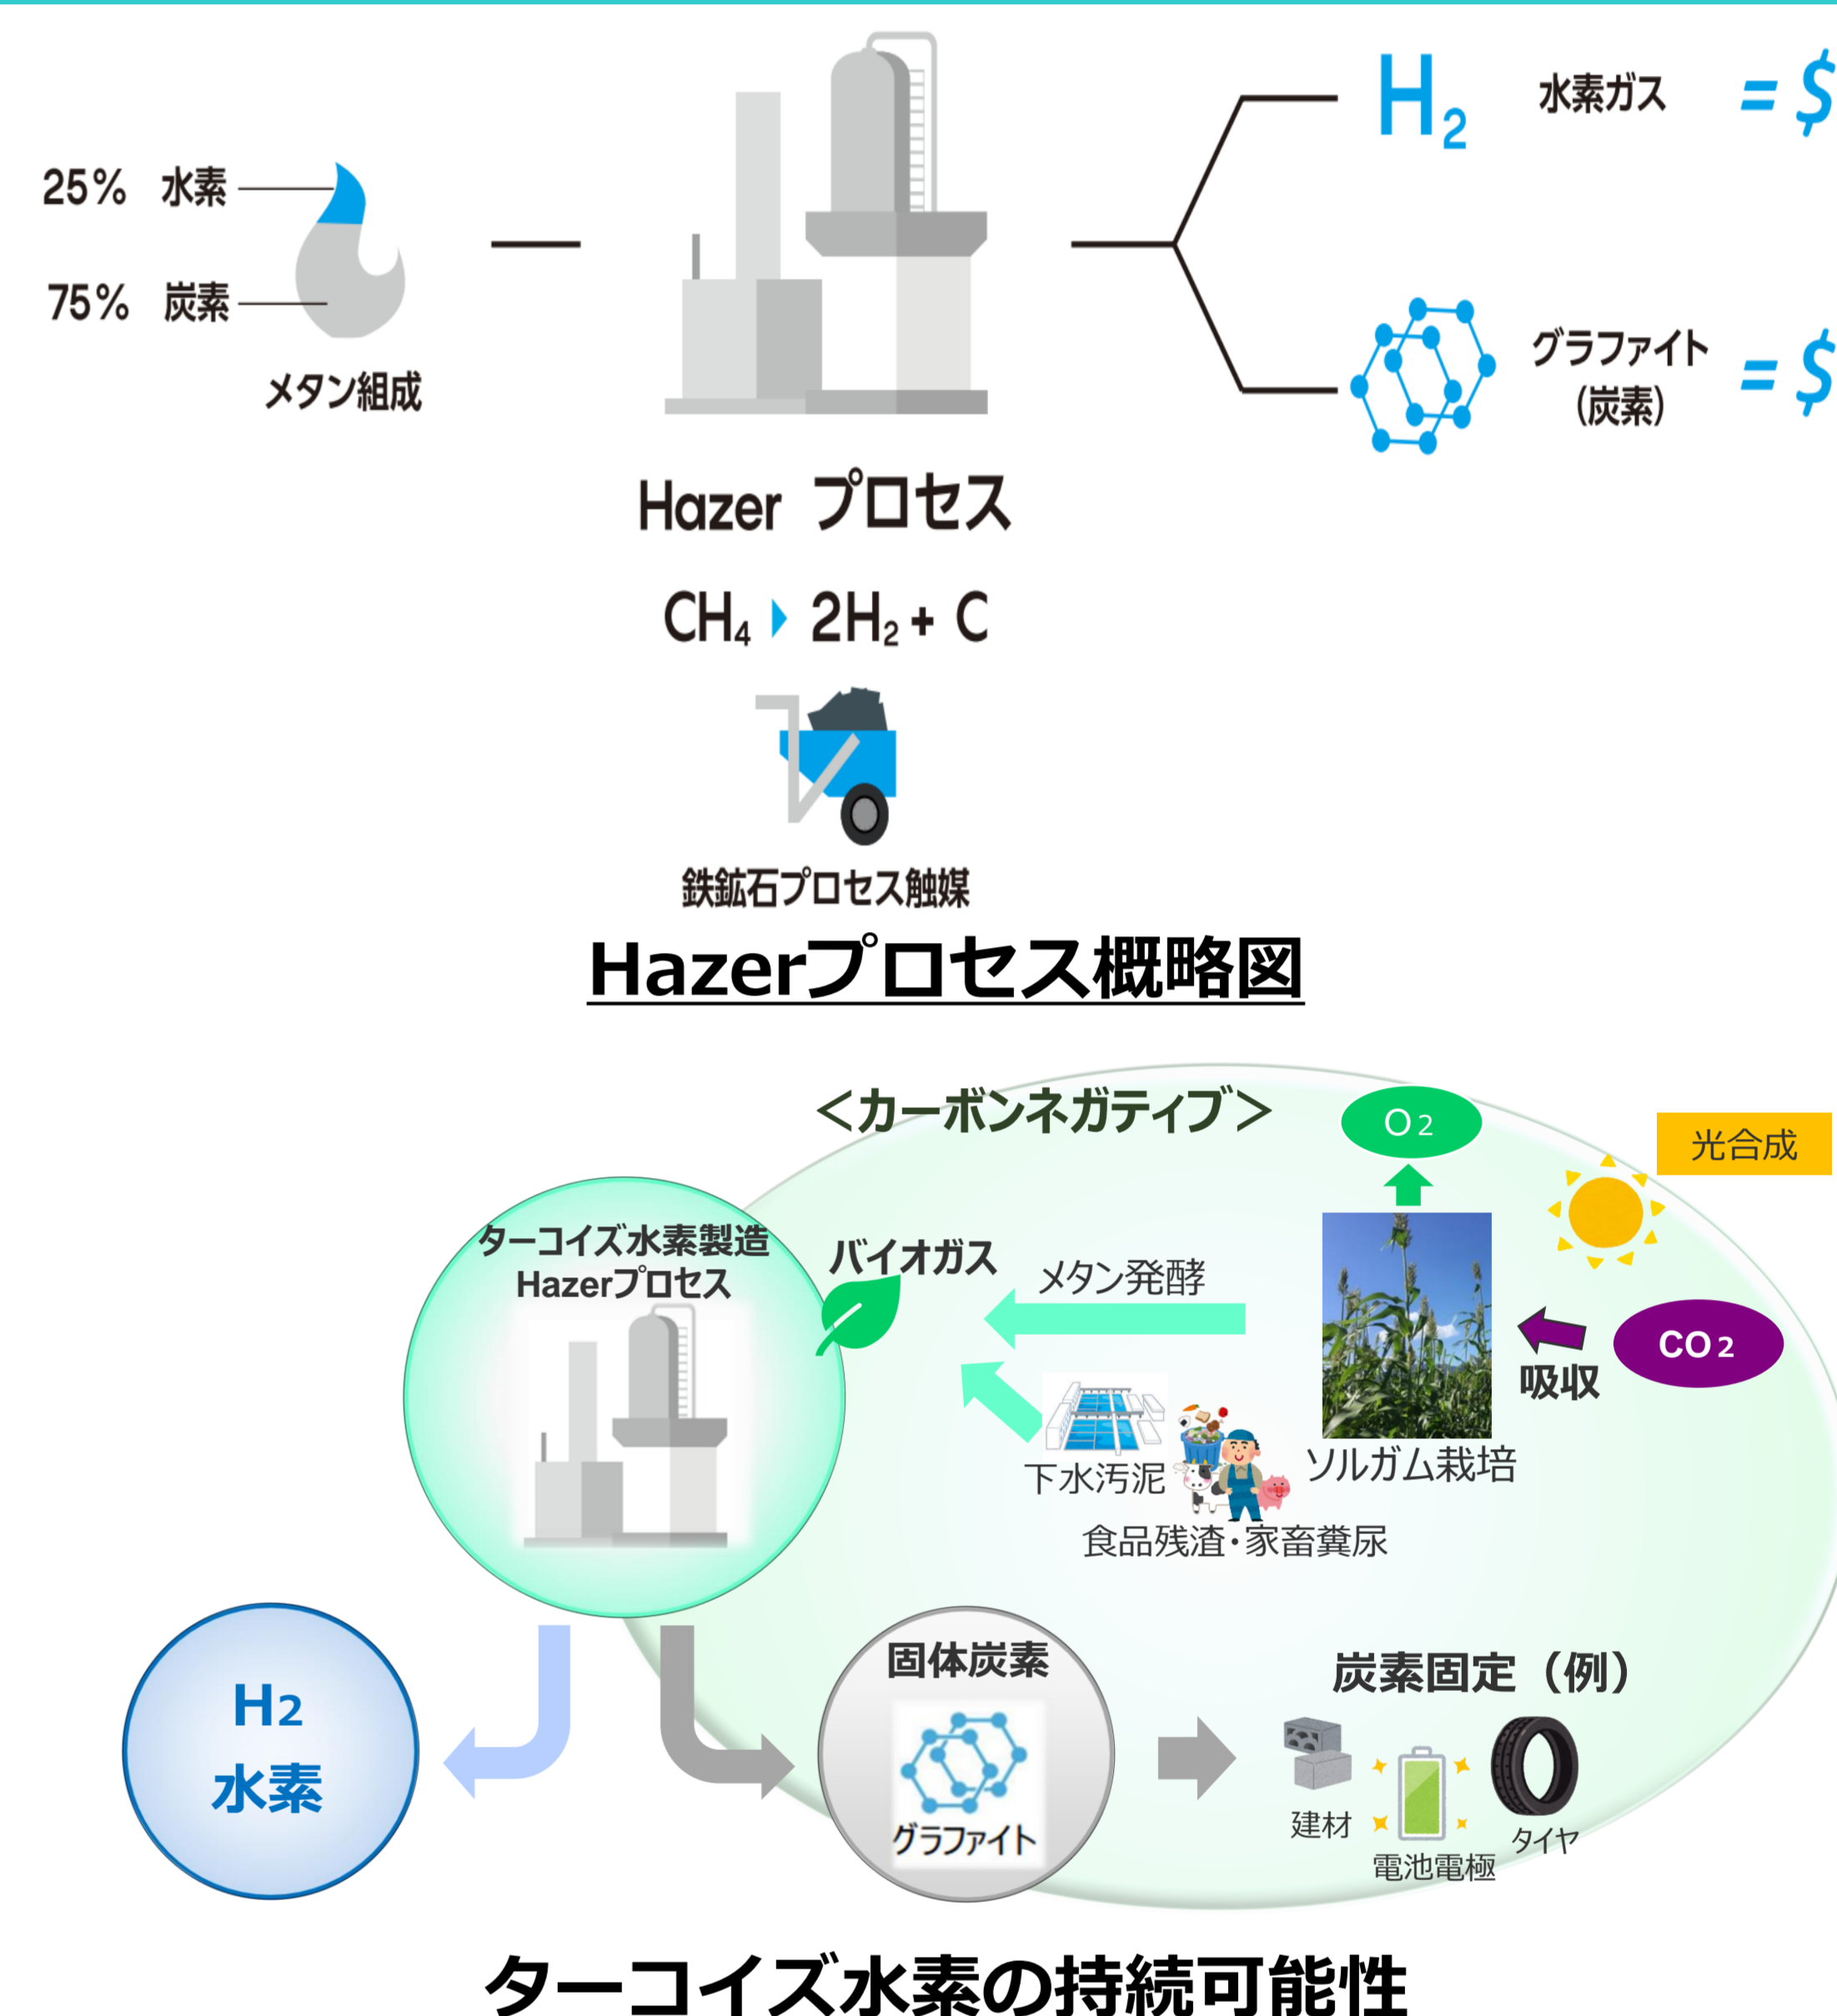 25% 水素
75% 炭素
メタン組成
H₂ 水素ガス =$
グラファイト
(炭素)
=$
Hazer プロセス
CH₄ ▶ 2H₂ + C
鉄鉱石プロセス触媒
Hazerプロセス概略図
＜カーボンネガティブ＞
O₂
光合成
ターコイズ水素製造
Hazerプロセス
バイオガス
メタン発酵
CO₂
吸収
下水汚泥
ソルガム栽培
食品残渣・家畜糞尿
H2
水素
固体炭素
グラファイト
炭素固定（例）
建材
電池電極
タイヤ
ターコイズ水素の持続可能性